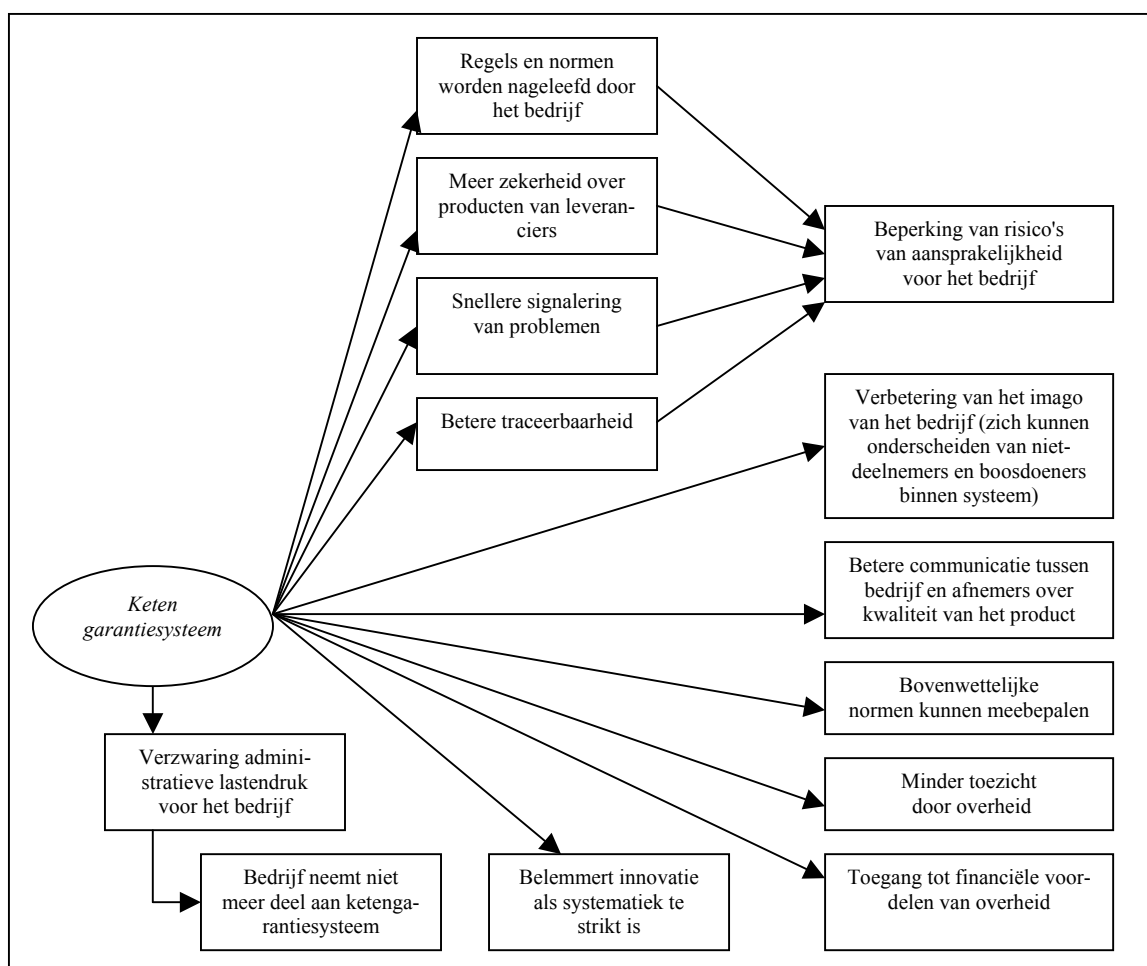 Regels en normen
worden nageleefd door
het bedrijf
Meer zekerheid over
producten van leveran-
ciers
Beperking van risico's
van aansprakelijkheid
voor het bedrijf
Snellere signalering
van problemen
Betere traceerbaarheid
Verbetering van het imago
van het bedrijf (zich kunnen
onderscheiden van niet-
deelnemers en boosdoeners
binnen systeem)
Keten
garantiesysteem
Betere communicatie tussen
bedrijf en afnemers over
kwaliteit van het product
Bovenwettelijke
normen kunnen meebepalen
Verzwaring admini-
stratieve lastendruk
voor het bedrijf
Minder toezicht
door overheid
Bedrijf neemt niet
meer deel aan ketenga-
rantiesysteem
Belemmert innovatie
als systematiek te
strikt is
Toegang tot financiële voor-
delen van overheid